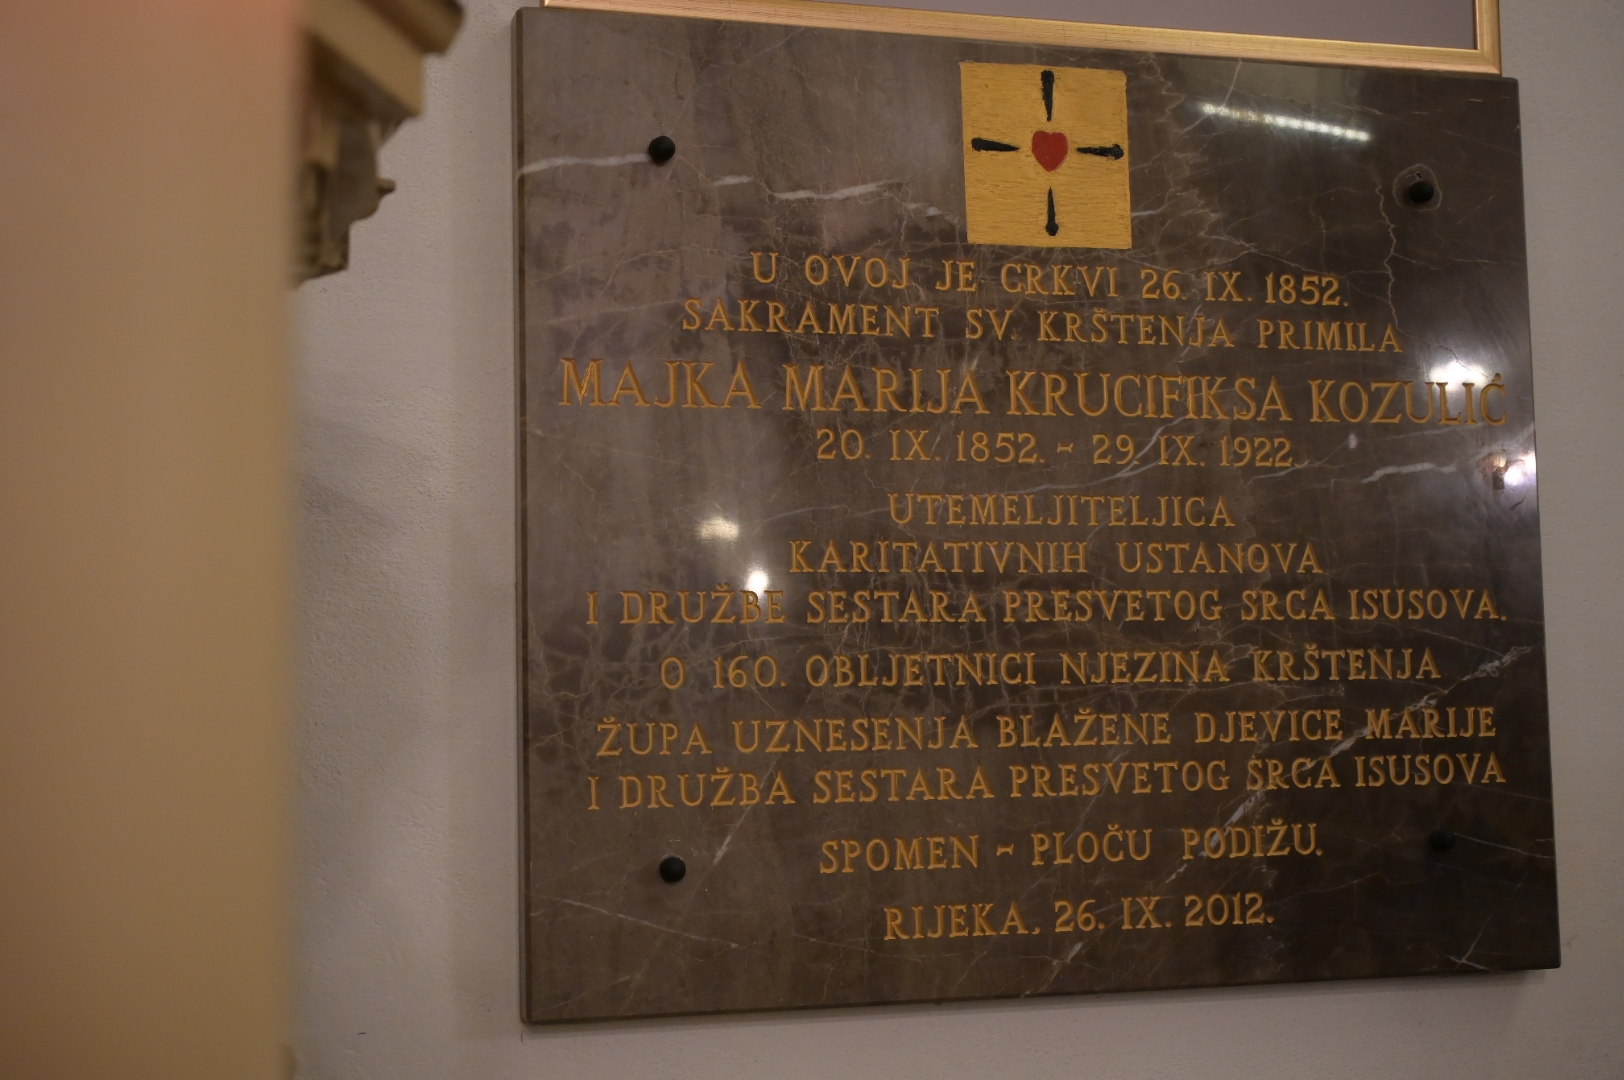 U OVOJ JE CRKVI 26. IX. 1852.
SAKRAMENT SV. KRŠTENJA PRIMILA
MAJKA MARIJA KRUCIFIKSA KOZULIĆ
20. IX. 1852. - 29. IX. 1922.
UTEMELJITELJICA
KARITATIVNIH USTANOVA
I DRUŽBE SESTARA PRESVETOG SRCA ISUSOVA.
O 160. OBLJETNICI NJEZINA KRŠTENJA
ŽUPA UZNESENJA BLAŽENE DJEVICE MARIJE
I DRUŽBA SESTARA PRESVETOG SRCA ISUSOVA
SPOMEN - PLOČU PODIŽU.
RIJEKA, 26. IX. 2012.